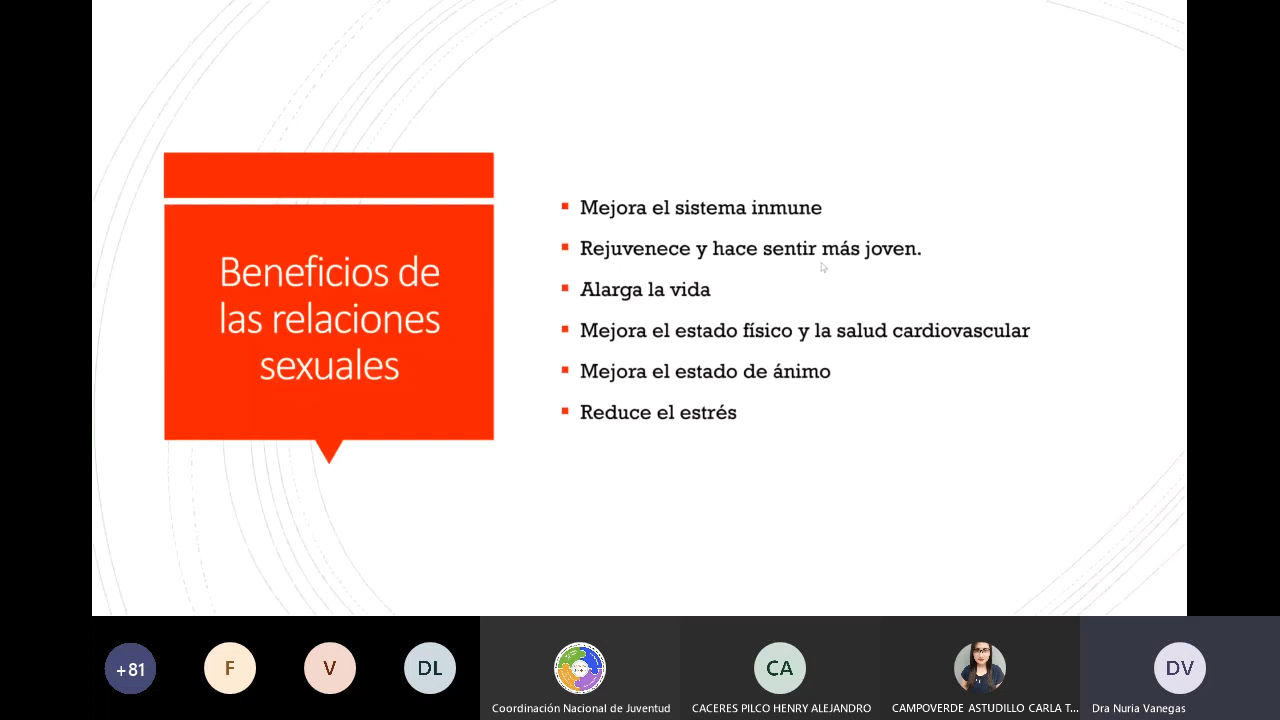 Beneficios de
las relaciones
sexuales
Mejora el sistema inmune
Rejuvenece y hace sentir más joven.
Alarga la vida
Mejora el estado físico y la salud cardiovascular
Mejora el estado de ánimo
Reduce el estrés
+81
F
V
DL
CA
DV
Coordinación Nacional de Juventud
CACERES PILCO HENRY ALEJANDRO
CAMPOVERDE ASTUDILLO CARLA T...
Dra Nuria Vanegas